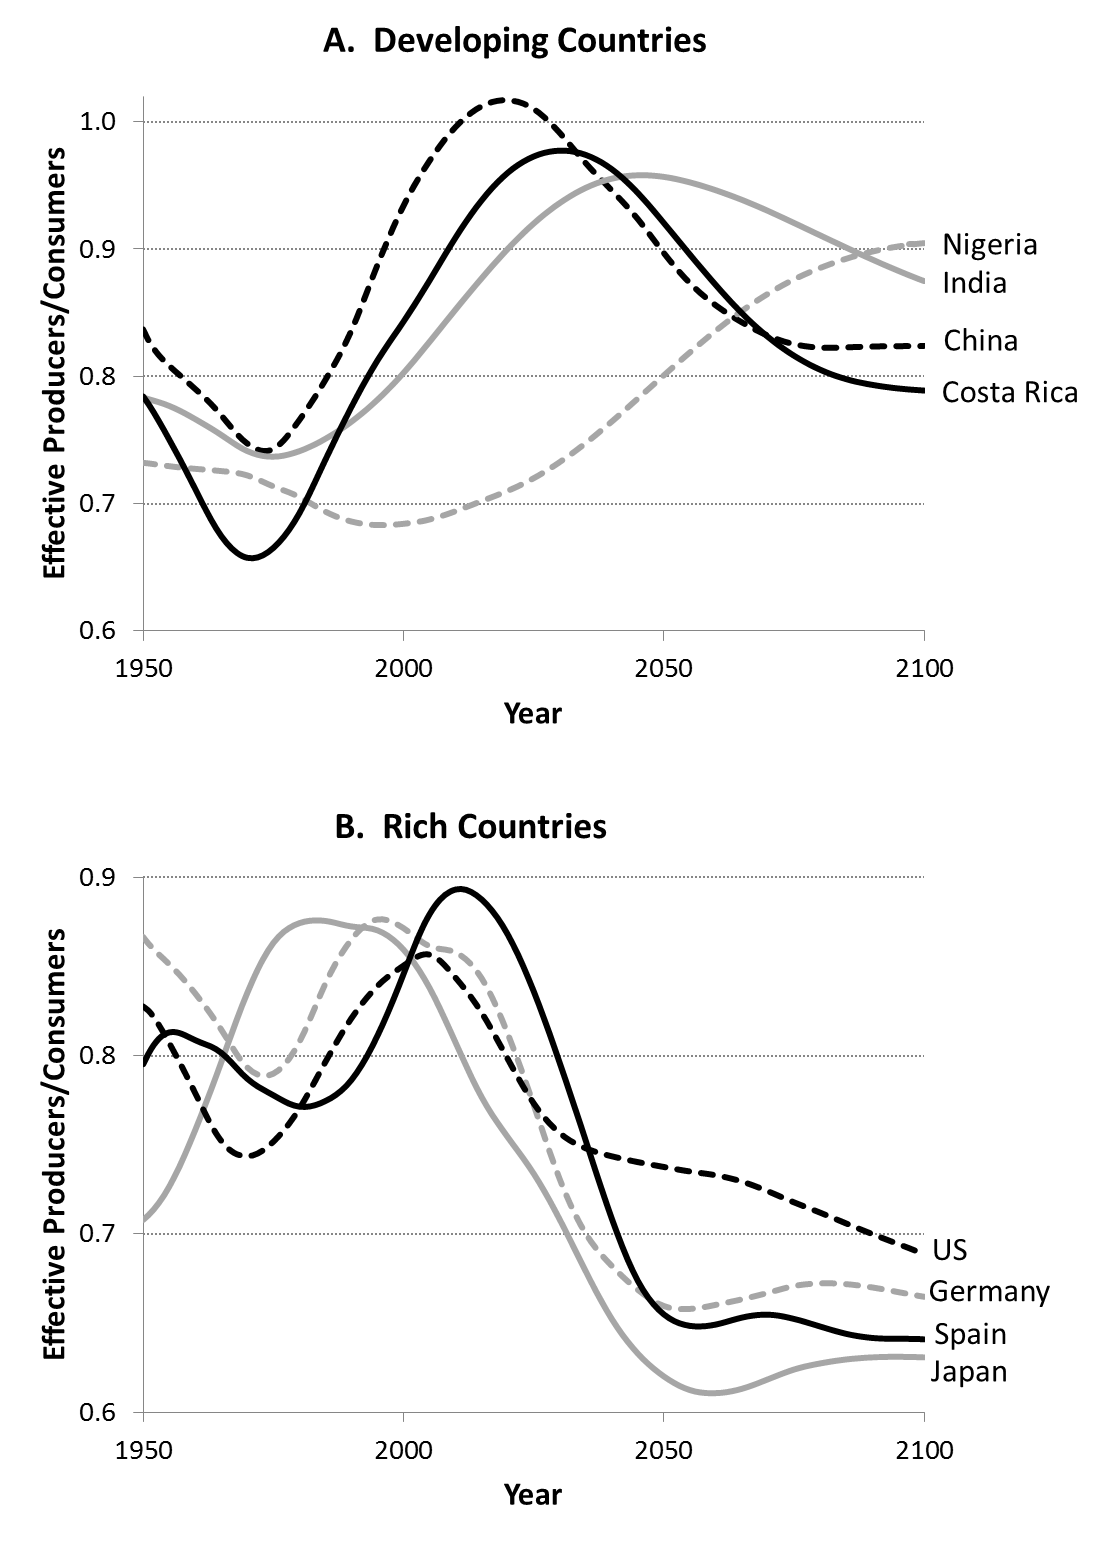 A. Developing Countries
Effective Producers/Consumers
1.0
0.9
0.8
0.7
0.6
Nigeria
India
China
Costa Rica
1950 2000 2050 2100
Year
B. Rich Countries
Effective Producers/Consumers
0.9
0.8
0.7
0.6
US
Germany
Spain
Japan
1950 2000 2050 2100
Year